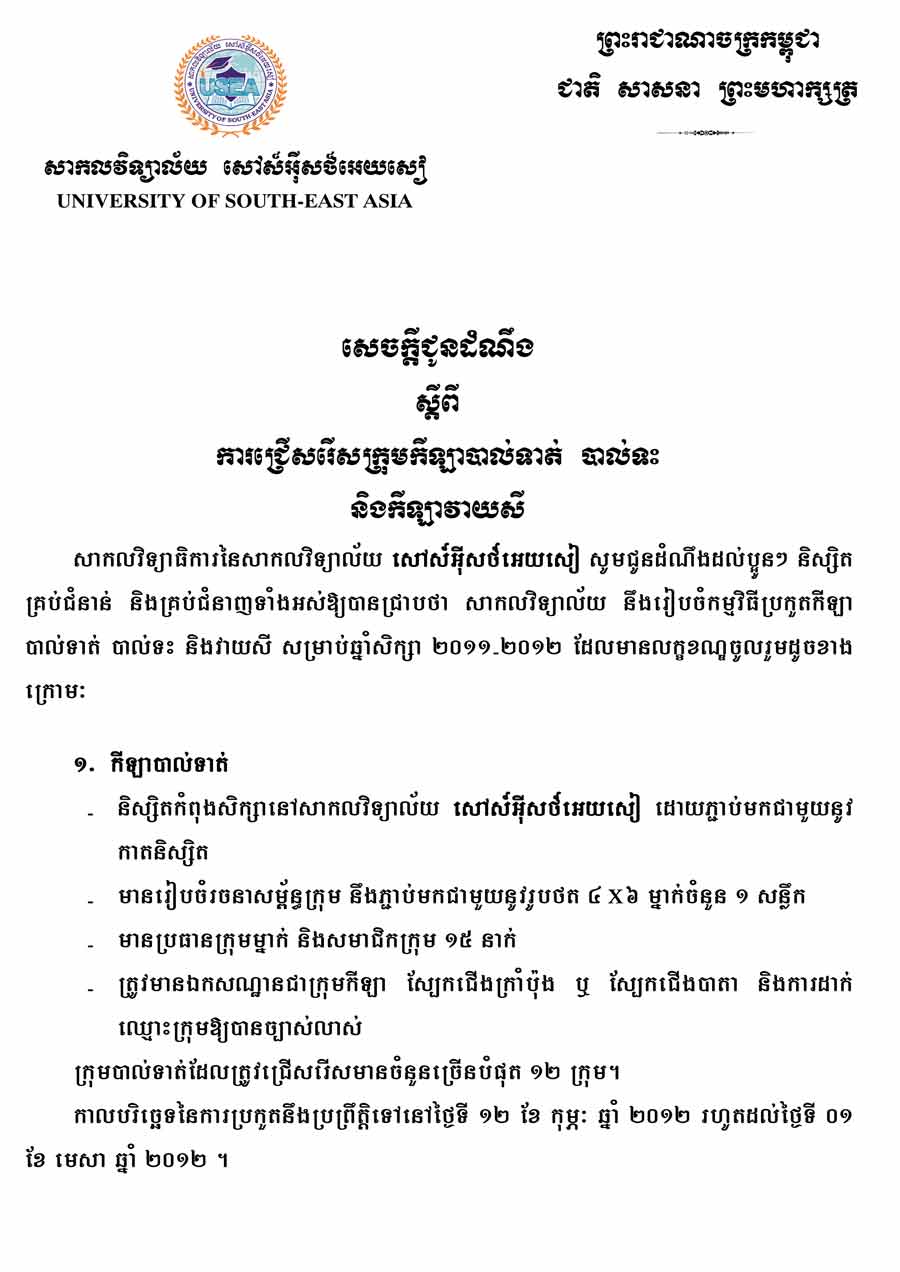 ព្រះរាជាណាចក្រកម្ពុជា
ជាតិ សាសនា ព្រះមហាក្សត្រ
សាកលវិទ្យាល័យ សៅស៍អ៊ីសថ៍អេយសៀ
USEA
UNIVERSITY OF SOUTH-EAST ASIA
សាកលវិទ្យាល័យ សៅស៍អ៊ីសថ៍អេយសៀ
UNIVERSITY OF SOUTH-EAST ASIA
សេចក្តីជូនដំណឹង
ស្តីពី
ការជ្រើសរើសក្រុមកីឡាបាល់ទាត់ បាល់ទះ
និងកីឡាវាយសី
សាកលវិទ្យាធិការនៃសាកលវិទ្យាល័យ សៅស៍អ៊ីសថ៍អេយសៀ សូមជូនដំណឹងដល់ប្អូនៗ និស្សិត
គ្រប់ជំនាន់ និងគ្រប់ជំនាញទាំងអស់ឱ្យបានជ្រាបថា សាកលវិទ្យាល័យ នឹងរៀបចំកម្មវិធីប្រកួតកីឡា
បាល់ទាត់ បាល់ទះ និងវាយសី សម្រាប់ឆ្នាំសិក្សា ២០១១-២០១២ ដែលមានលក្ខខណ្ឌចូលរួមដូចខាង
ក្រោមៈ
១. កីឡាបាល់ទាត់
- និស្សិតកំពុងសិក្សានៅសាកលវិទ្យាល័យ សៅស៍អ៊ីសថ៍អេយសៀ ដោយភ្ជាប់មកជាមួយនូវ
កាតនិស្សិត
- មានរៀបចំរចនាសម្ព័ន្ធក្រុម នឹងភ្ជាប់មកជាមួយនូវរូបថត ៤ X៦ ម្នាក់ចំនួន ១ សន្លឹក
- មានប្រធានក្រុមម្នាក់ និងសមាជិកក្រុម ១៥ នាក់
- ត្រូវមានឯកសណ្ឋានជាក្រុមកីឡា ស្បែកជើងក្រាំប៉ុង ឬ ស្បែកជើងបាតា និងការដាក់
ឈ្មោះក្រុមឱ្យបានច្បាស់លាស់
ក្រុមបាល់ទាត់ដែលត្រូវជ្រើសរើសមានចំនួនច្រើនបំផុត ១២ ក្រុម។
កាលបរិច្ឆេទនៃការប្រកួតនឹងប្រព្រឹត្តិទៅនៅថ្ងៃទី ១២ ខែ កុម្ភៈ ឆ្នាំ ២០១២ រហូតដល់ថ្ងៃទី ០១
ខែ មេសា ឆ្នាំ ២០១២ ។